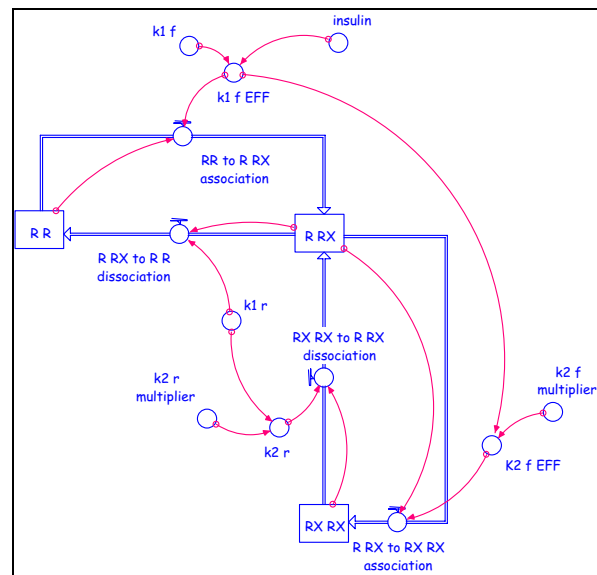 k1 f
insulin
k1 f EFF
RR to R RX
association
R R
R RX
R RX to R R
dissociation
k1 r
RX RX to R RX
dissociation
k2 r
multiplier
k2 f
multiplier
k2 r
K2 f EFF
RX RX
R RX to RX RX
association